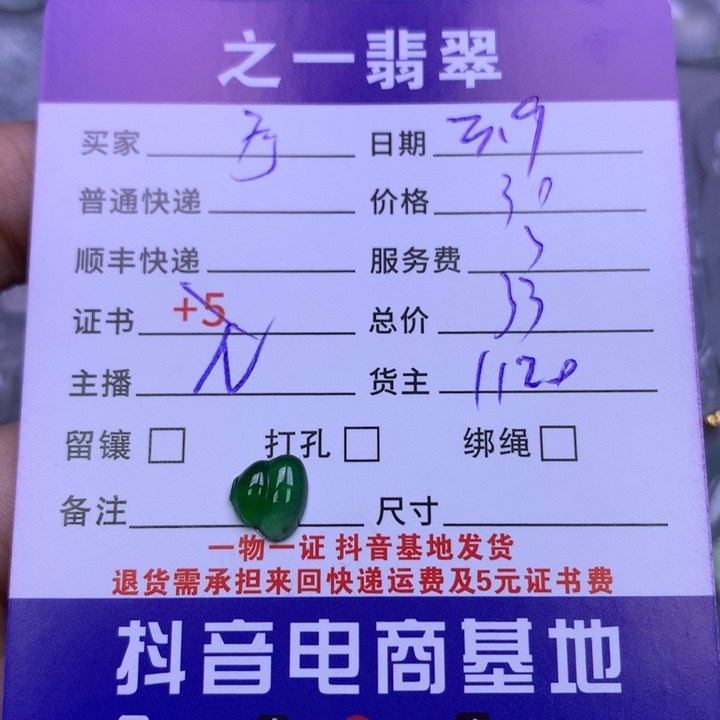 之一翡翠
买家 日期 3.9
普通快递 价格 30
顺丰快递 服务费 3
证书 +5 总价 33
主播 N 货主 1120
留镶 打孔 绑绳
备注 尺寸
一物一证 抖音基地发货
退货需承担来回快递运费及5元证书费
抖音电商基地